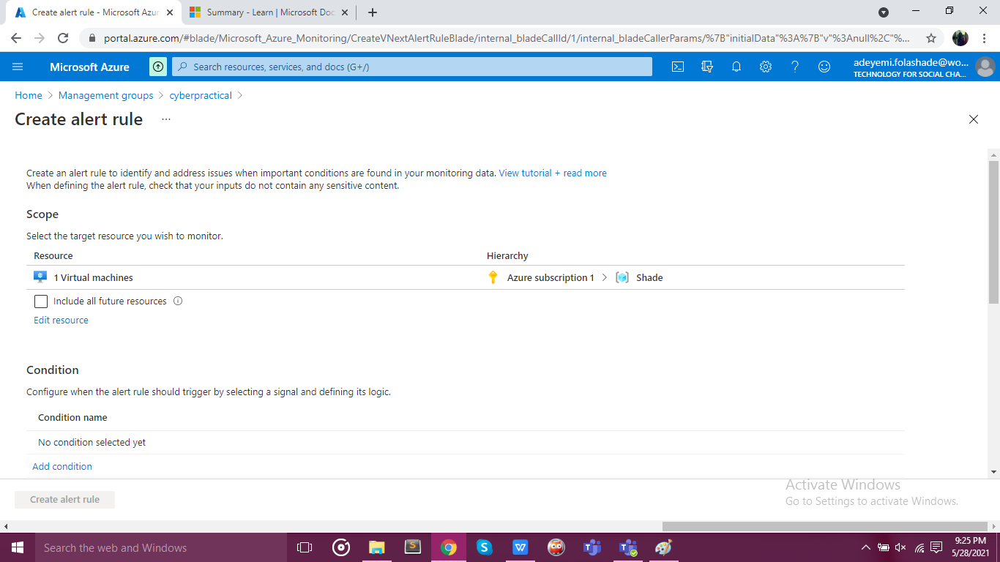 Create alert rule - Microsoft Azur
Summary - Learn | Microsoft Doc
portal.azure.com/#blade/Microsoft_Azure_Monitoring/CreateVNextAlertRuleBlade/internal_bladeCallId/1/internal_bladeCallerParams/%7B"initialData"%3A%7B"v"%3Anull%2C"%...
Microsoft Azure
Search resources, services, and docs (G+/)
adeyemi.folashade@wo...
TECHNOLOGY FOR SOCIAL CHA...
Home > Management groups > cyberpractical >
Create alert rule ...
Create an alert rule to identify and address issues when important conditions are found in your monitoring data. View tutorial + read more
When defining the alert rule, check that your inputs do not contain any sensitive content.
Scope
Select the target resource you wish to monitor.
Resource Hierarchy
1 Virtual machines Azure subscription 1 > Shade
Include all future resources
Edit resource
Condition
Configure when the alert rule should trigger by selecting a signal and defining its logic.
Condition name
No condition selected yet
Add condition
Create alert rule
Activate Windows
Go to Settings to activate Windows.
Search the web and Windows
9:25 PM
5/28/2021